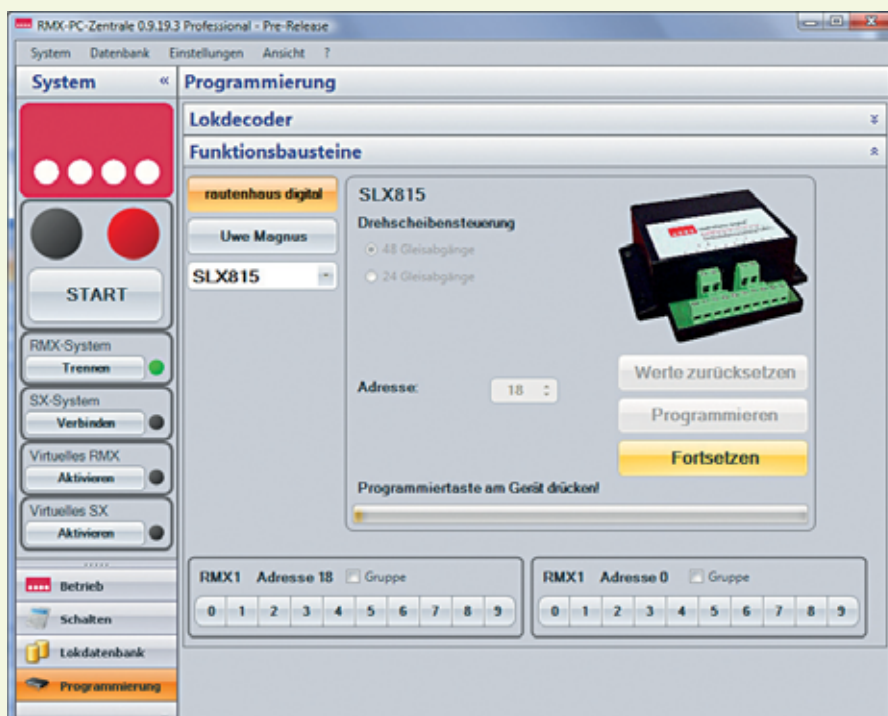 RMX-PC-Zentrale 0.9.19.3 Professional - Pre-Release
System Datenbank Einstellungen Ansicht ?
System «
Programmierung
Lokdecoder
Funktionsbausteine
START
RMX-System
Trennen
SX-System
Verbinden
Virtuelles RMX
Aktivieren
Virtuelles SX
Aktivieren
Betrieb
Schalten
Lokdatenbank
Programmierung
rautenhaus digital
Uwe Magnus
SLX815
SLX815
Drehscheibensteuerung
48 Gleisabgänge
24 Gleisabgänge
Adresse: 18
Werte zurücksetzen
Programmieren
Fortsetzen
Programmiertaste am Gerät drücken!
RMX1 Adresse 18 Gruppe
0 1 2 3 4 5 6 7 8 9
RMX1 Adresse 0 Gruppe
0 1 2 3 4 5 6 7 8 9